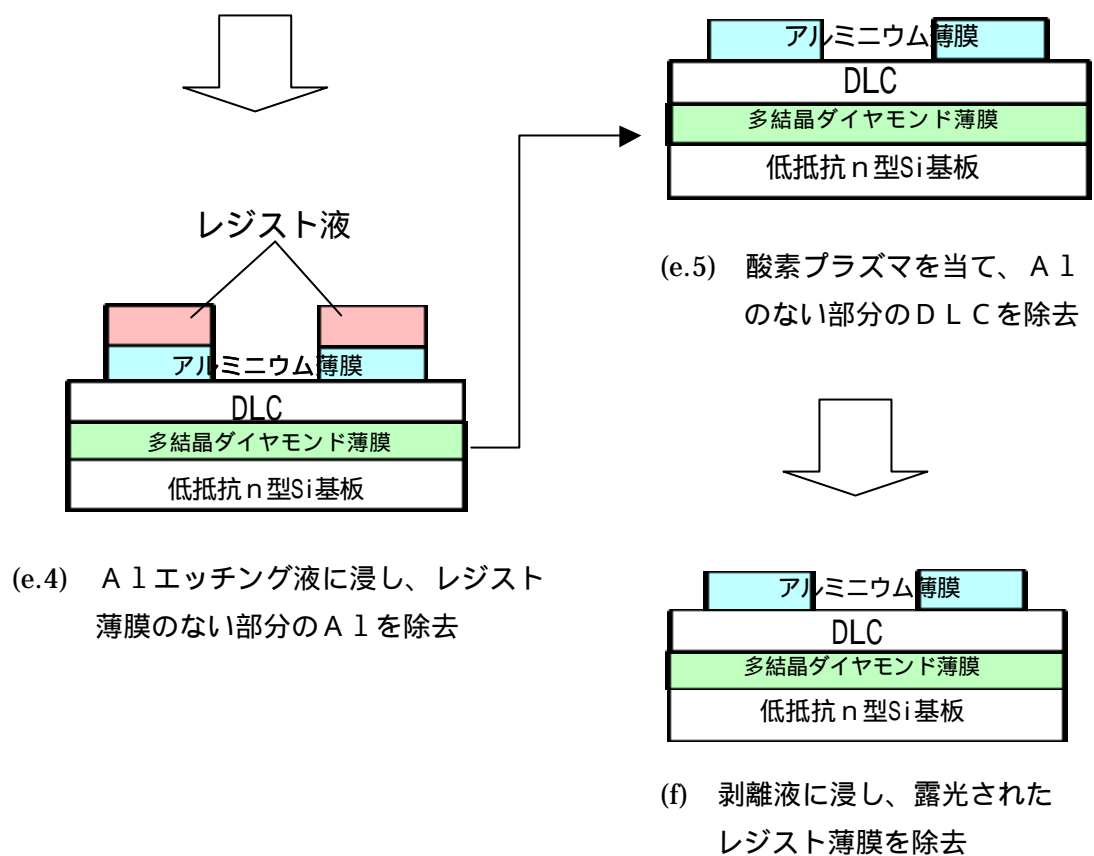 レジスト液
アルミニウム薄膜
DLC
多結晶ダイヤモンド薄膜
低抵抗ｎ型Si基板
(e.4) Ａｌエッチング液に浸し、レジスト
薄膜のない部分のＡｌを除去
アルミニウム薄膜
DLC
多結晶ダイヤモンド薄膜
低抵抗ｎ型Si基板
(e.5) 酸素プラズマを当て、Ａｌ
のない部分のＤＬＣを除去
アルミニウム薄膜
DLC
多結晶ダイヤモンド薄膜
低抵抗ｎ型Si基板
(f) 剥離液に浸し、露光された
レジスト薄膜を除去